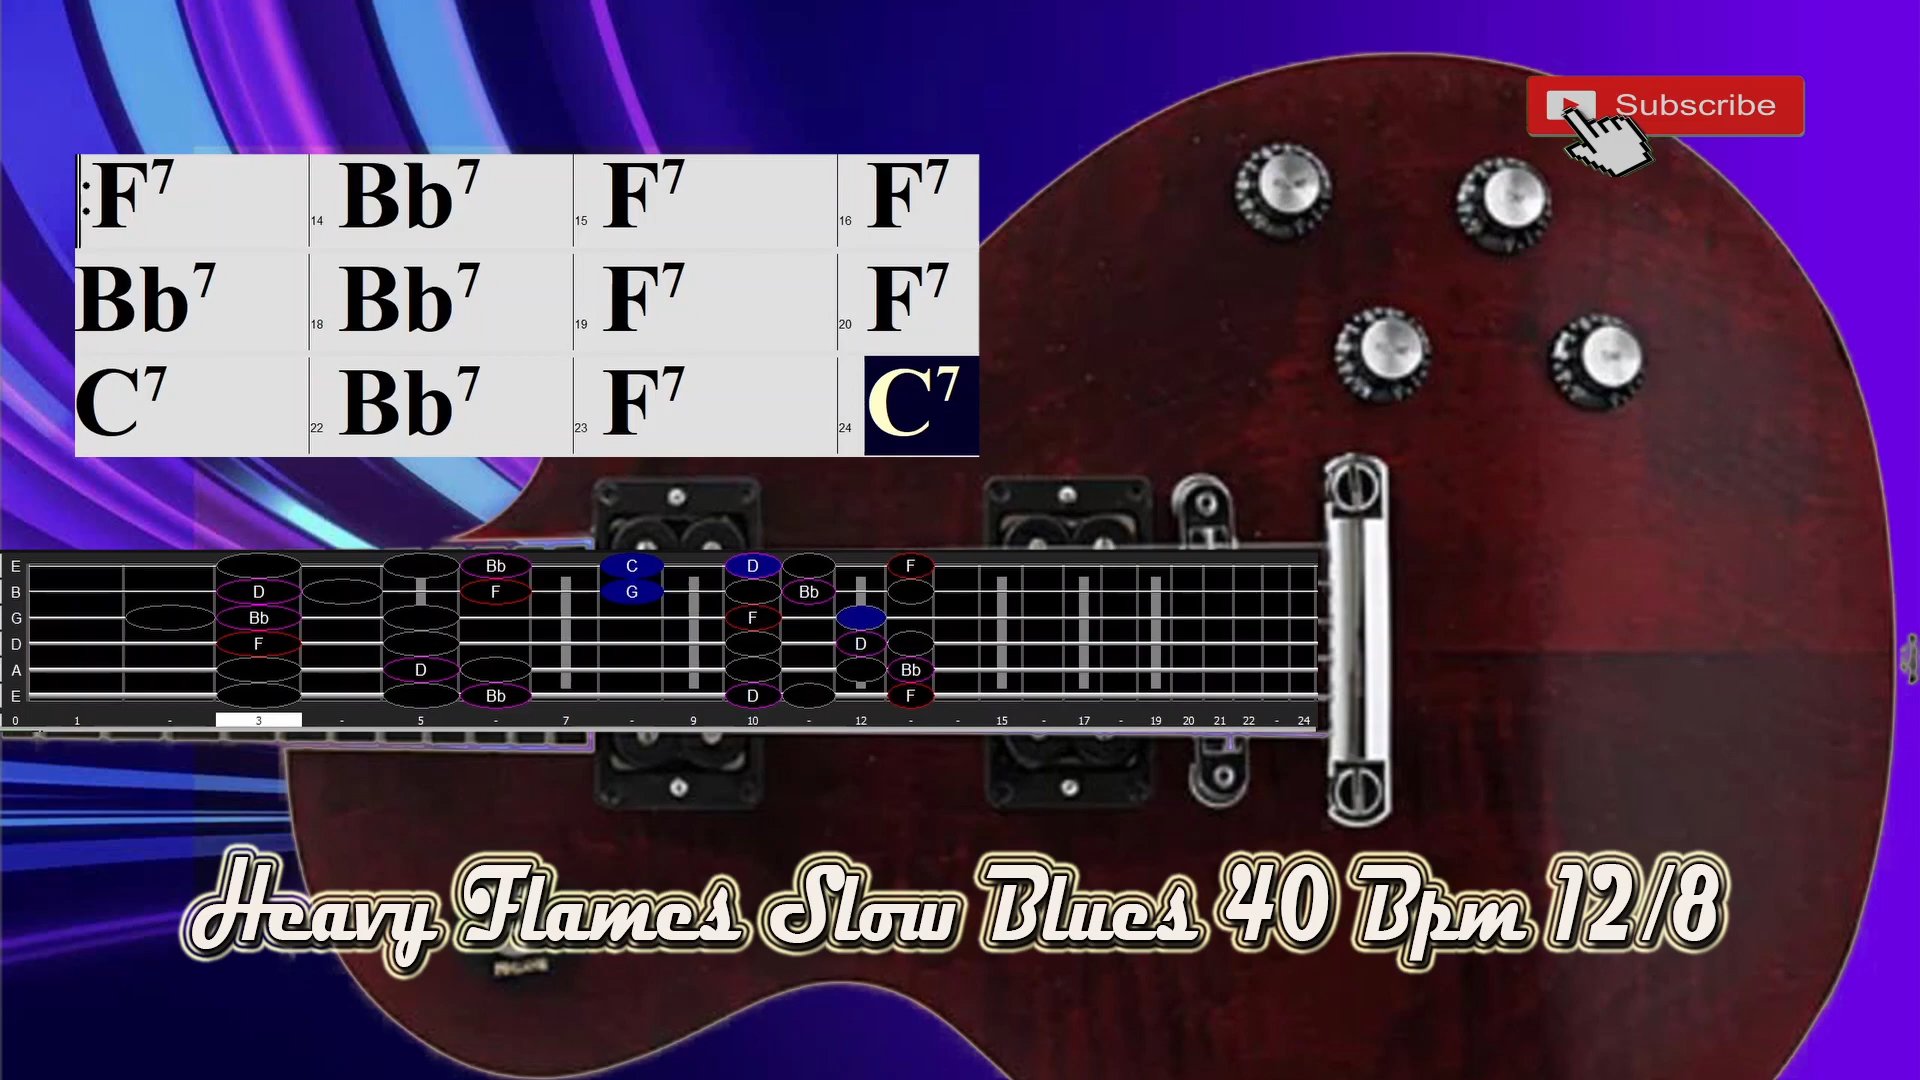 Subscribe
F7 14 Bb7 15 F7 16 F7
Bb7 18 Bb7 19 F7 20 F7
C7 22 Bb7 23 F7 24 C7
E Bb C D F
B D F G Bb
G Bb F
D F D
A D Bb
E Bb D F
0 1 - 3 - 5 - 7 - 9 10 - 12 - - 15 - 17 - 19 20 21 22 - 24
Heavy Flames Slow Blues 40 Bpm 12/8